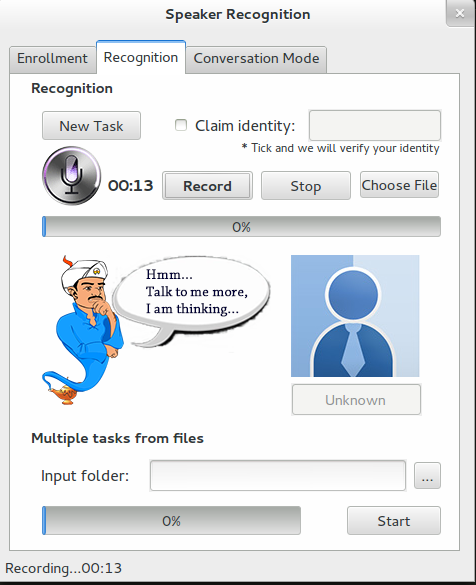 Speaker Recognition
Enrollment Recognition Conversation Mode
Recognition
New Task Claim identity:
* Tick and we will verify your identity
00:13 Record Stop Choose File
0%
Hmm...
Talk to me more,
I am thinking...
Unknown
Multiple tasks from files
Input folder: ...
0% Start
Recording...00:13